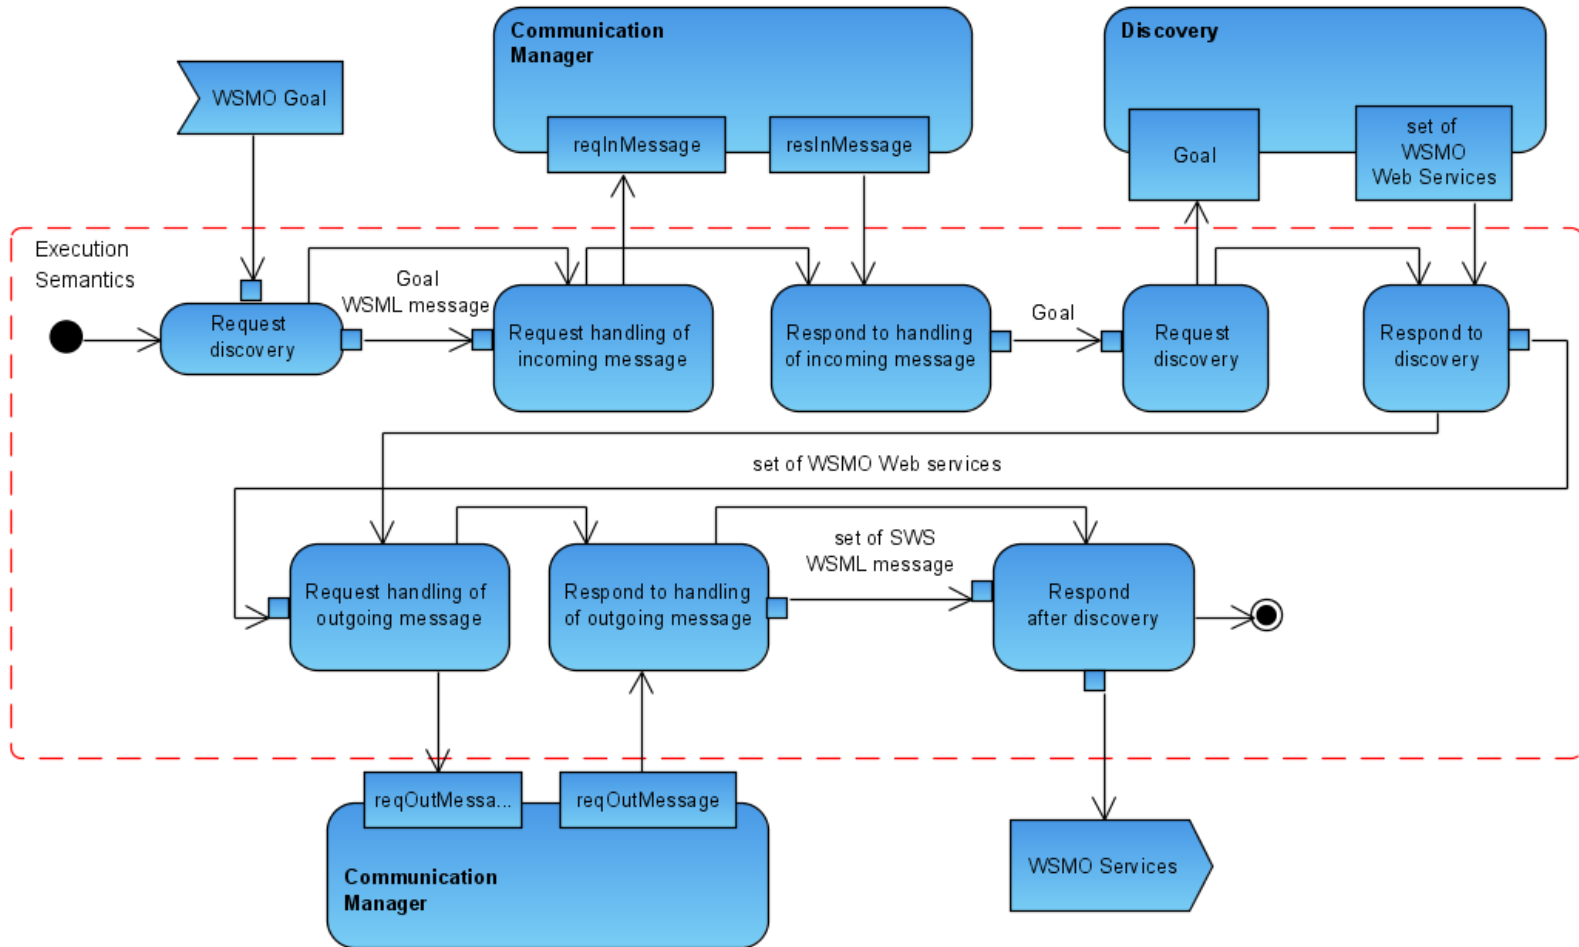 Communication
Manager
Discovery
WSMO Goal
reqInMessage
resInMessage
Goal
set of
WSMO
Web Services
Execution
Semantics
Goal
WSML message
Request
discovery
Request handling of
incoming message
Respond to handling
of incoming message
Goal
Request
discovery
Respond to
discovery
set of WSMO Web services
set of SWS
WSML message
Request handling of
outgoing message
Respond to handling
of outgoing message
Respond
after discovery
reqOutMessa...
reqOutMessage
Communication
Manager
WSMO Services